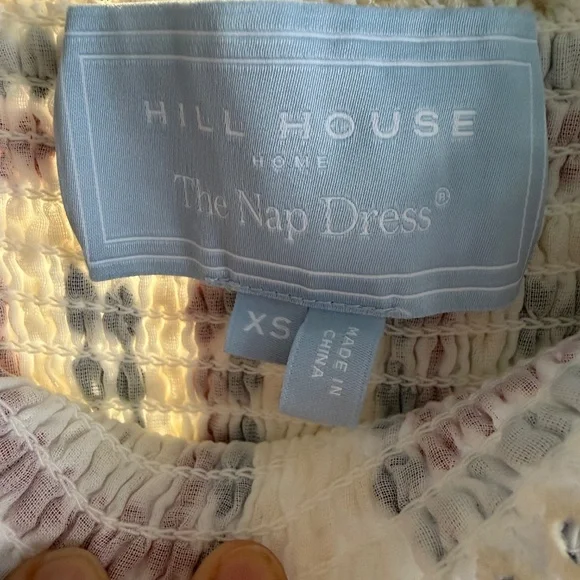 HILL HOUSE
HOME
The Nap Dress®
XS
MADE IN
CHINA